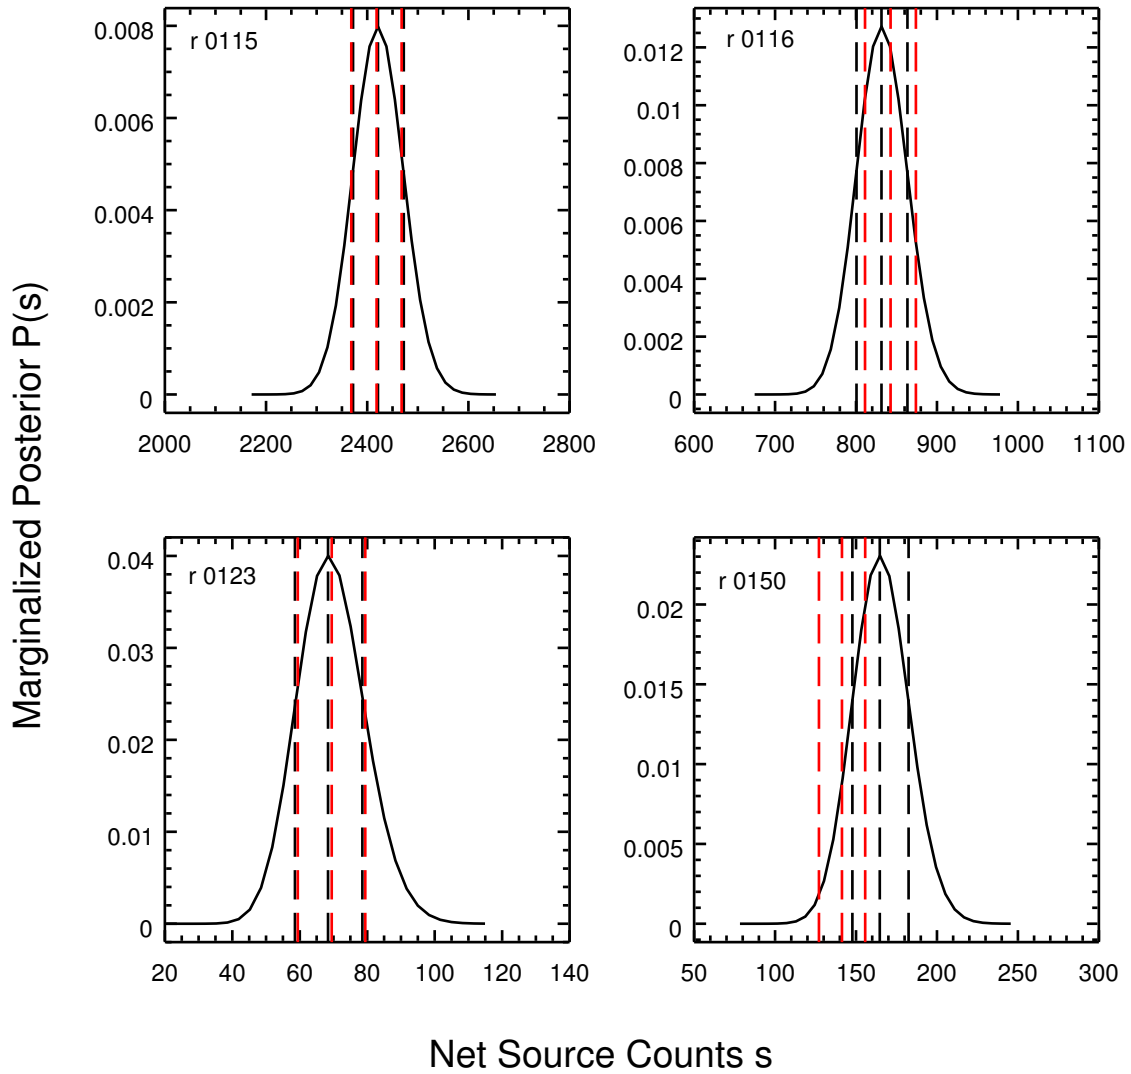 Marginalized Posterior P(s)
r 0115
0.008
0.006
0.004
0.002
0
2000 2200 2400 2600 2800
r 0116
0.012
0.01
0.008
0.006
0.004
0.002
0
600 700 800 900 1000 1100
r 0123
0.04
0.03
0.02
0.01
0
20 40 60 80 100 120 140
r 0150
0.02
0.015
0.01
0.005
0
50 100 150 200 250 300
Net Source Counts s